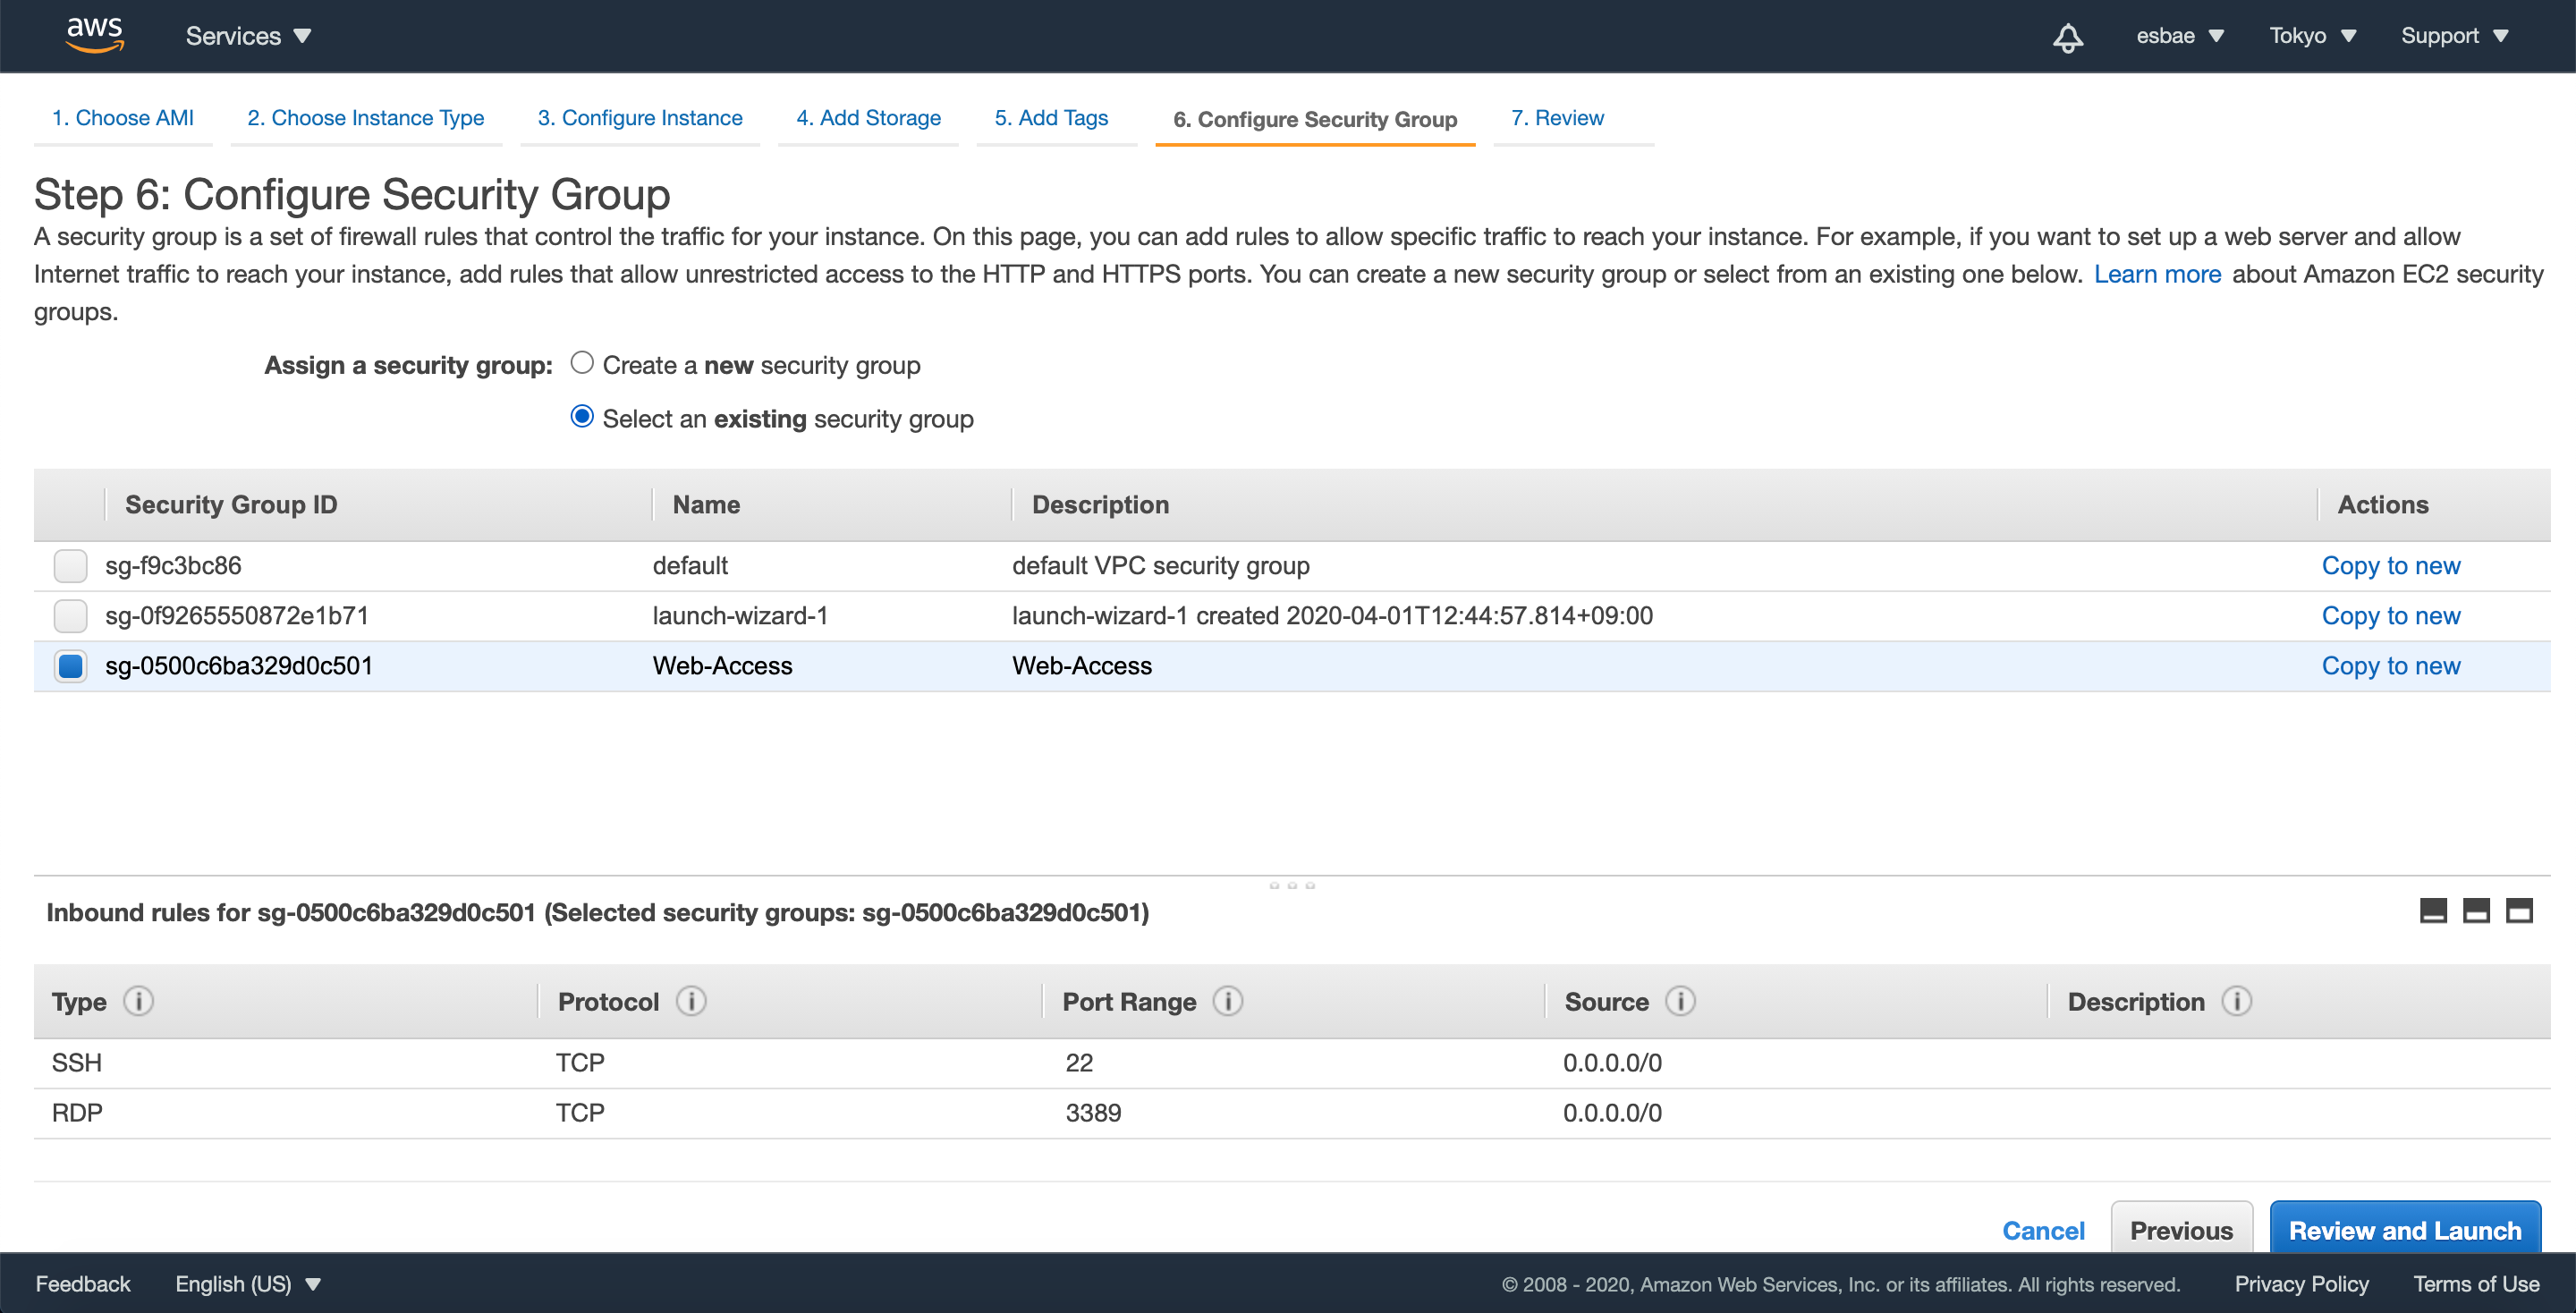 aws Services esbae Tokyo Support
1. Choose AMI 2. Choose Instance Type 3. Configure Instance 4. Add Storage 5. Add Tags 6. Configure Security Group 7. Review
Step 6: Configure Security Group
A security group is a set of firewall rules that control the traffic for your instance. On this page, you can add rules to allow specific traffic to reach your instance. For example, if you want to set up a web server and allow
Internet traffic to reach your instance, add rules that allow unrestricted access to the HTTP and HTTPS ports. You can create a new security group or select from an existing one below. Learn more about Amazon EC2 security
groups.
Assign a security group: Create a new security group
Select an existing security group
Security Group ID Name Description Actions
sg-f9c3bc86 default default VPC security group Copy to new
sg-0f9265550872e1b71 launch-wizard-1 launch-wizard-1 created 2020-04-01T12:44:57.814+09:00 Copy to new
sg-0500c6ba329d0c501 Web-Access Web-Access Copy to new
Inbound rules for sg-0500c6ba329d0c501 (Selected security groups: sg-0500c6ba329d0c501)
Type i Protocol i Port Range i Source i Description i
SSH TCP 22 0.0.0.0/0
RDP TCP 3389 0.0.0.0/0
Cancel Previous Review and Launch
Feedback English (US) © 2008 - 2020, Amazon Web Services, Inc. or its affiliates. All rights reserved. Privacy Policy Terms of Use